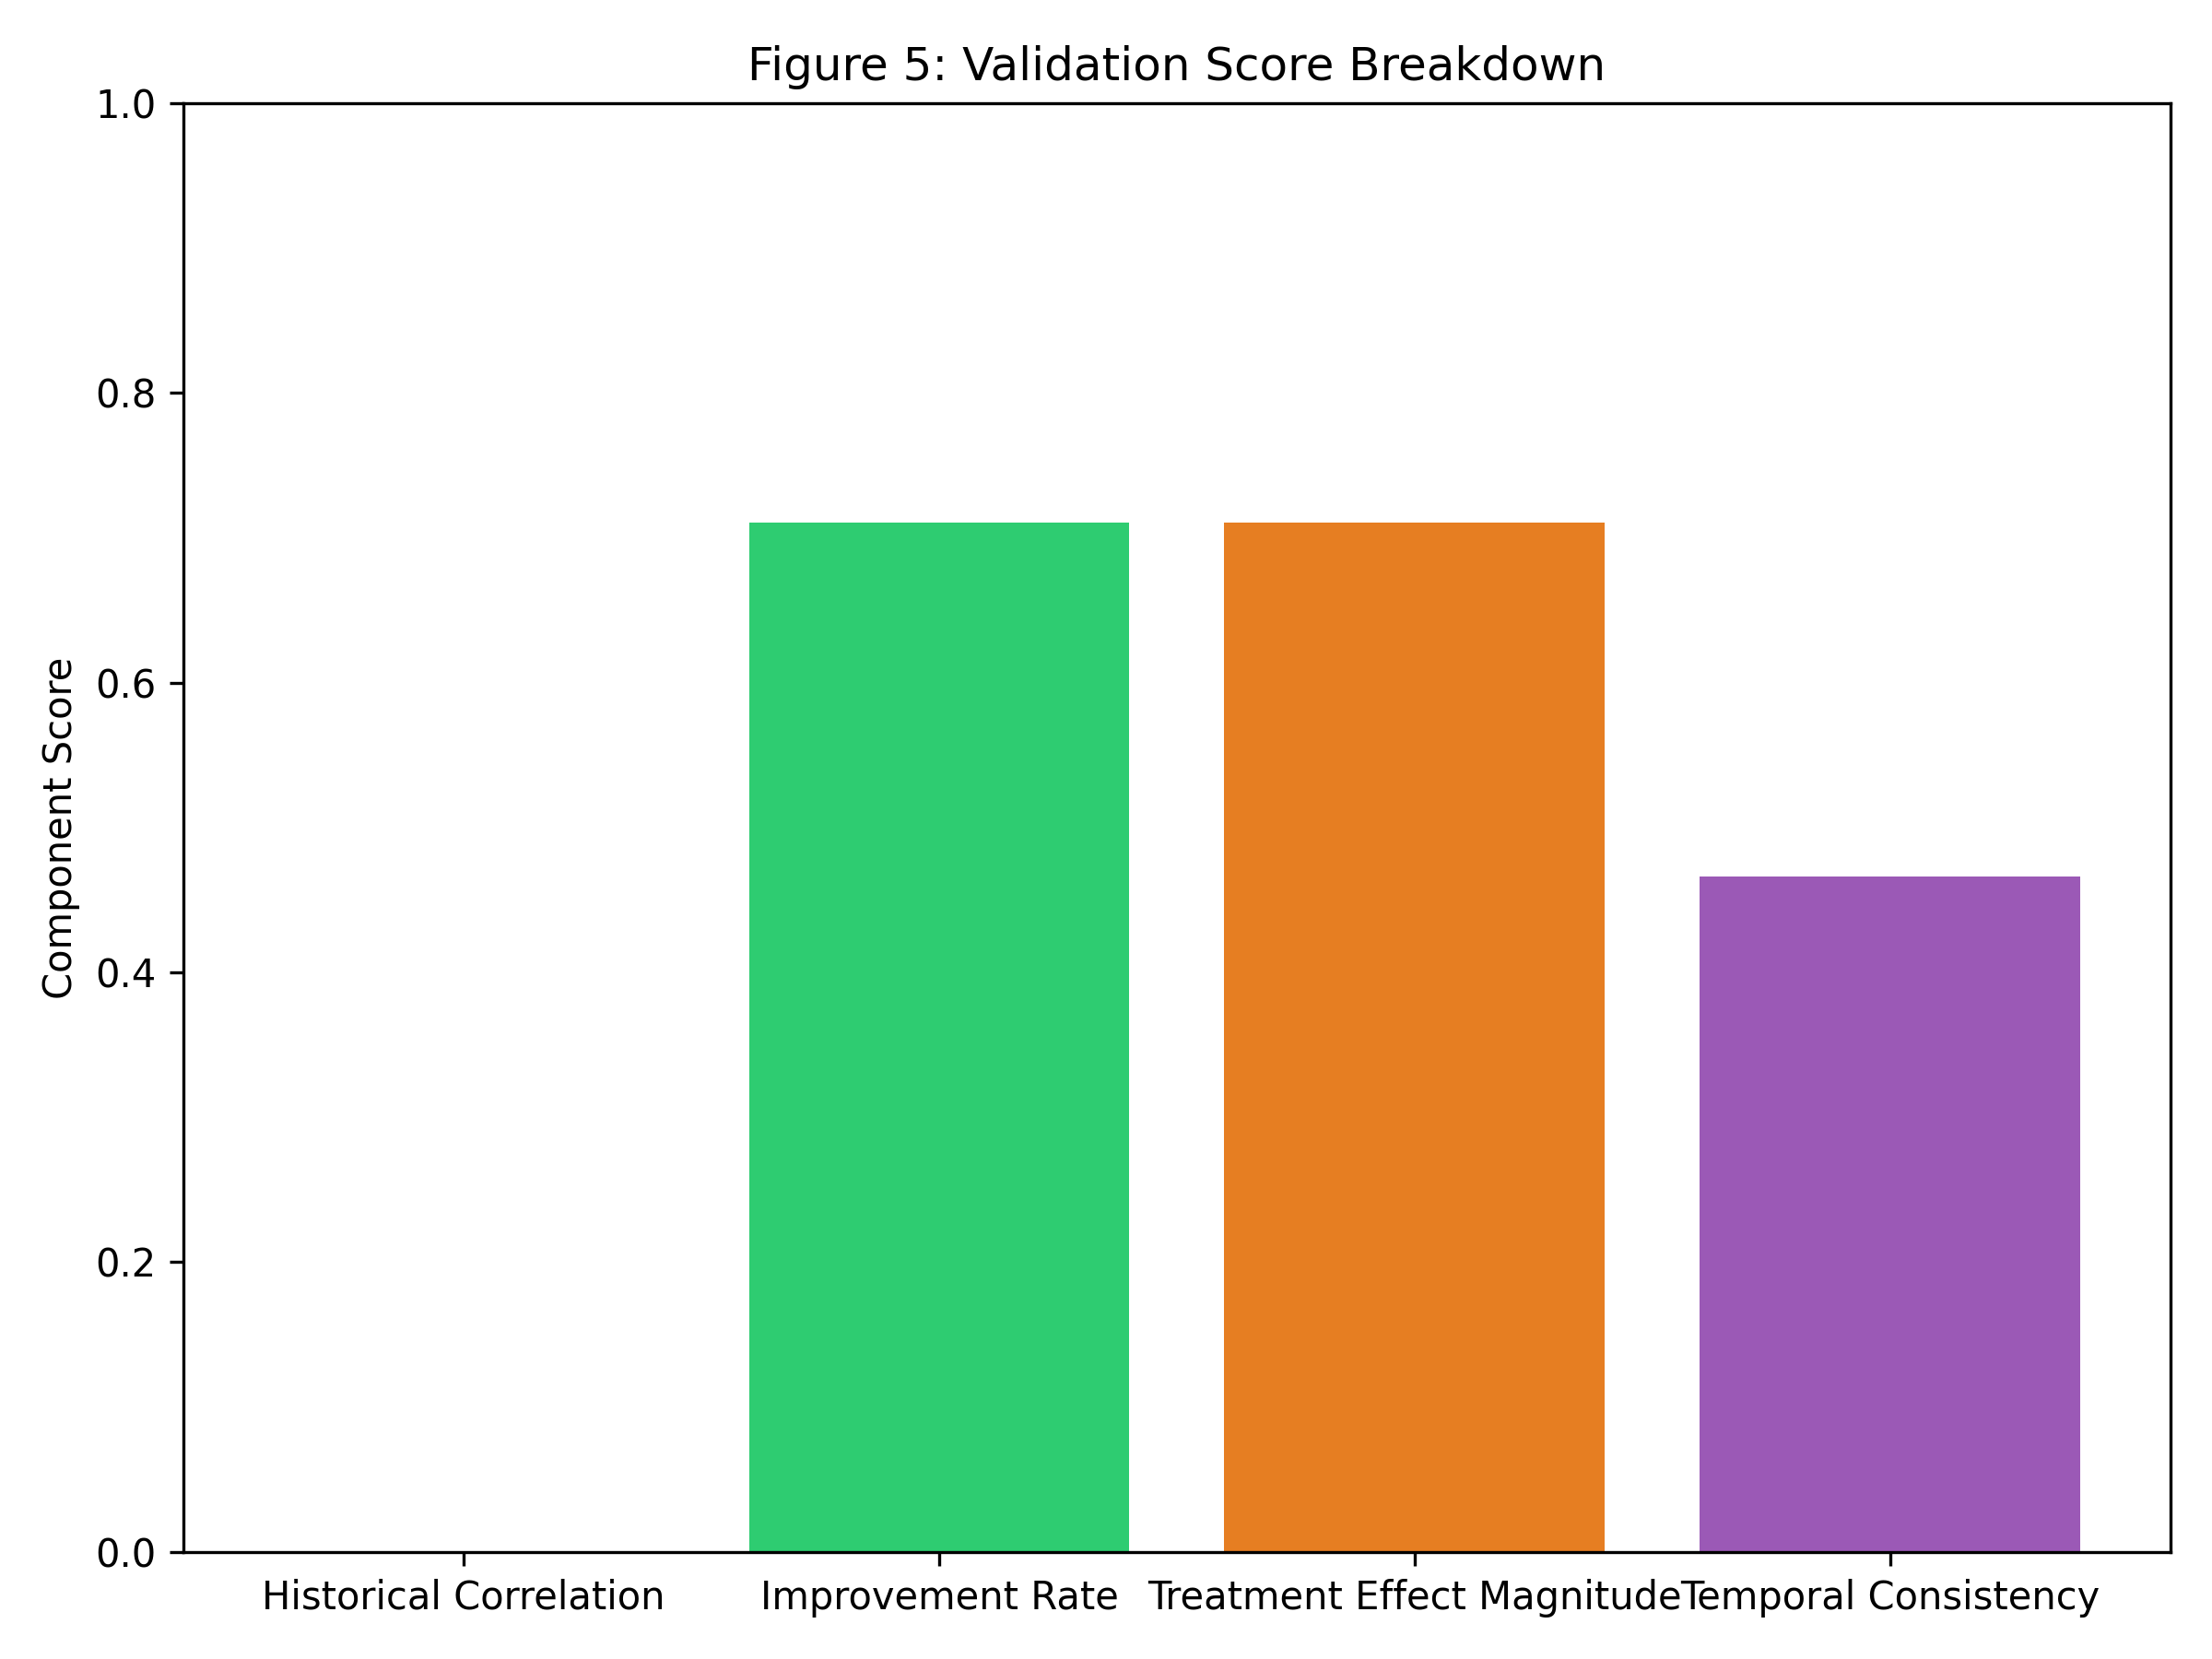 Figure 5: Validation Score Breakdown
Component Score
1.0
0.8
0.6
0.4
0.2
0.0
Historical Correlation
Improvement Rate
Treatment Effect Magnitude
Temporal Consistency